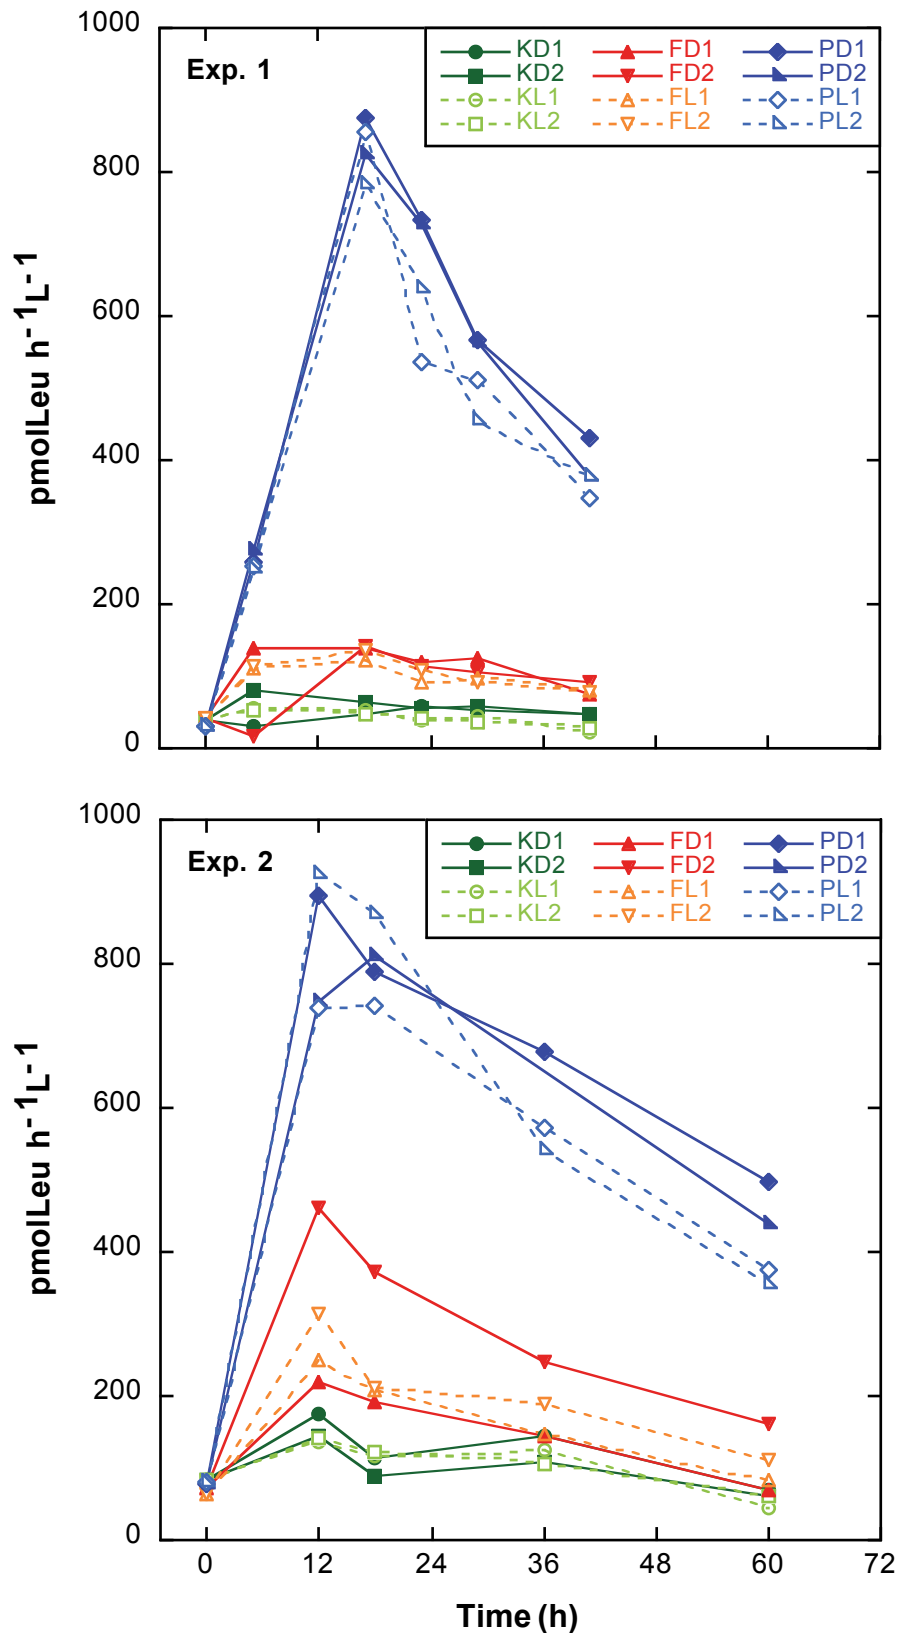 1000
800
600
400
200
0
pmolLeu h⁻¹L⁻¹
Exp. 1
KD1 FD1 PD1
KD2 FD2 PD2
KL1 FL1 PL1
KL2 FL2 PL2
1000
800
600
400
200
0
pmolLeu h⁻¹L⁻¹
Exp. 2
KD1 FD1 PD1
KD2 FD2 PD2
KL1 FL1 PL1
KL2 FL2 PL2
0 12 24 36 48 60 72
Time (h)